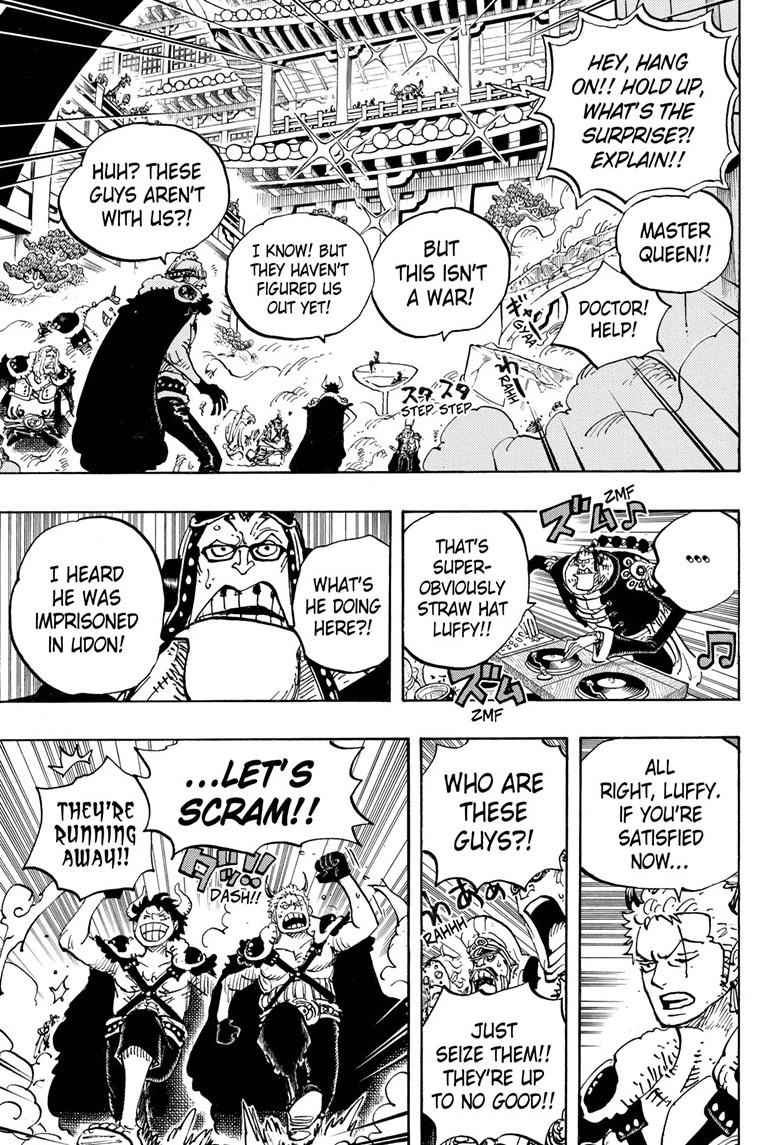 HEY, HANG
ON!! HOLD UP,
WHAT'S THE
SURPRISE?!
EXPLAIN!!
MASTER
QUEEN!!
DOCTOR!
HELP!
ギャー
GYAA
わー
RAHH
BUT
THIS ISN'T
A WAR!
I KNOW! BUT
THEY HAVEN'T
FIGURED US
OUT YET!
HUH? THESE
GUYS AREN'T
WITH US?!
スタ スタ
STEP STEP
...
ズム♪
ZMF
THAT'S
SUPER-
OBVIOUSLY
STRAW HAT
LUFFY!!
ズム
ZMF
WHAT'S
HE DOING
HERE?!
I HEARD
HE WAS
IMPRISONED
IN UDON!
ALL
RIGHT, LUFFY.
IF YOU'RE
SATISFIED
NOW...
WHO ARE
THESE
GUYS?!
わああ
RAHHH
JUST
SEIZE THEM!!
THEY'RE UP
TO NO GOOD!!
...LET'S
SCRAM!!
THEY'RE
RUNNING
AWAY!!
ダッ!!
DASH!!